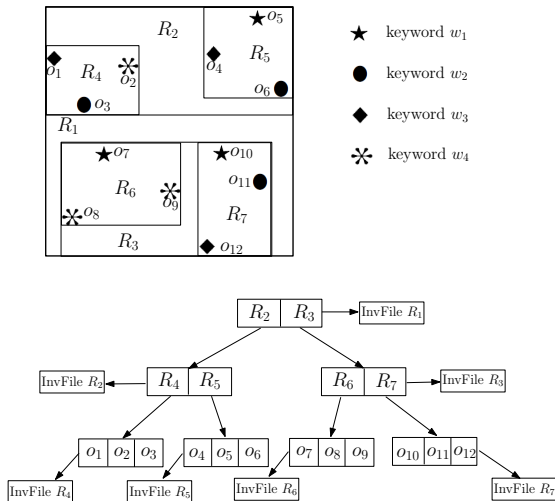 R2
o5
keyword w1
o4
R5
o1
R4
o2
o6
keyword w2
o3
R1
keyword w3
o7
o10
keyword w4
R6
o9
o11
o8
R7
R3
o12
R2 R3
InvFile R1
InvFile R2
R4 R5
R6 R7
InvFile R3
o1 o2 o3
o4 o5 o6
o7 o8 o9
o10 o11 o12
InvFile R4
InvFile R5
InvFile R6
InvFile R7